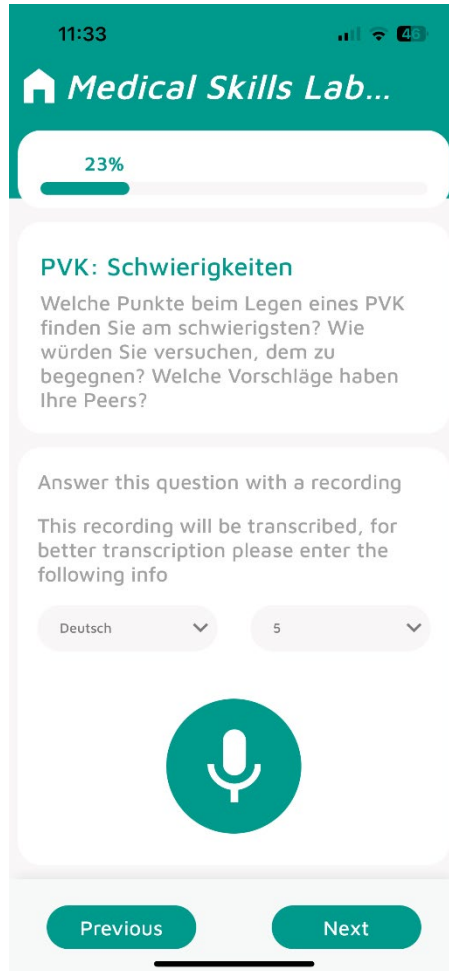 11:33
46
Medical Skills Lab...
23%
PVK: Schwierigkeiten
Welche Punkte beim Legen eines PVK
finden Sie am schwierigsten? Wie
würden Sie versuchen, dem zu
begegnen? Welche Vorschläge haben
Ihre Peers?
Answer this question with a recording
This recording will be transcribed, for
better transcription please enter the
following info
Deutsch
5
Previous
Next